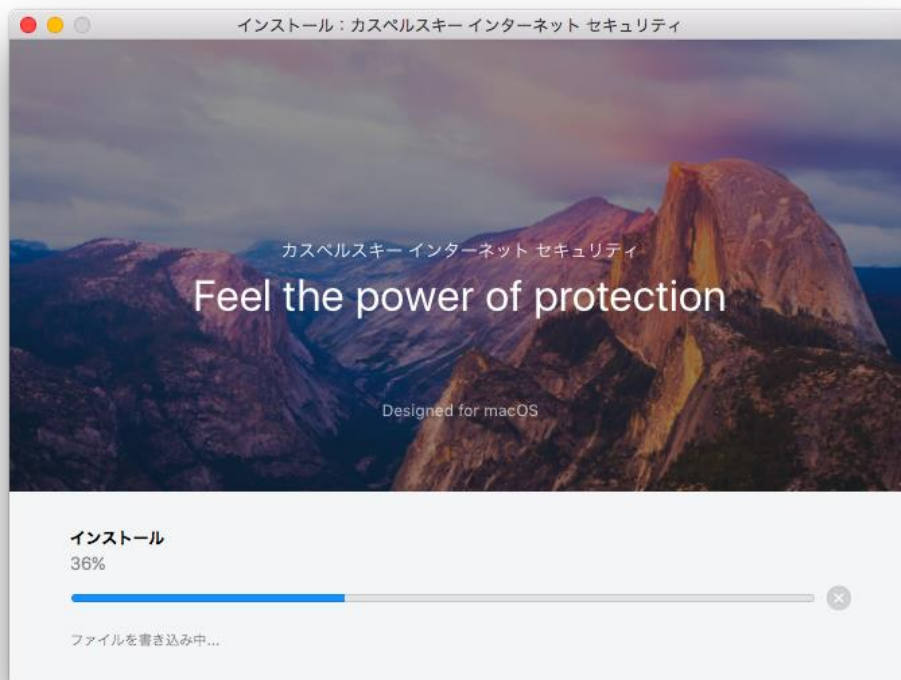 インストール：カスペルスキー インターネット セキュリティ
カスペルスキー インターネット セキュリティ
Feel the power of protection
Designed for macOS
インストール
36%
ファイルを書き込み中...